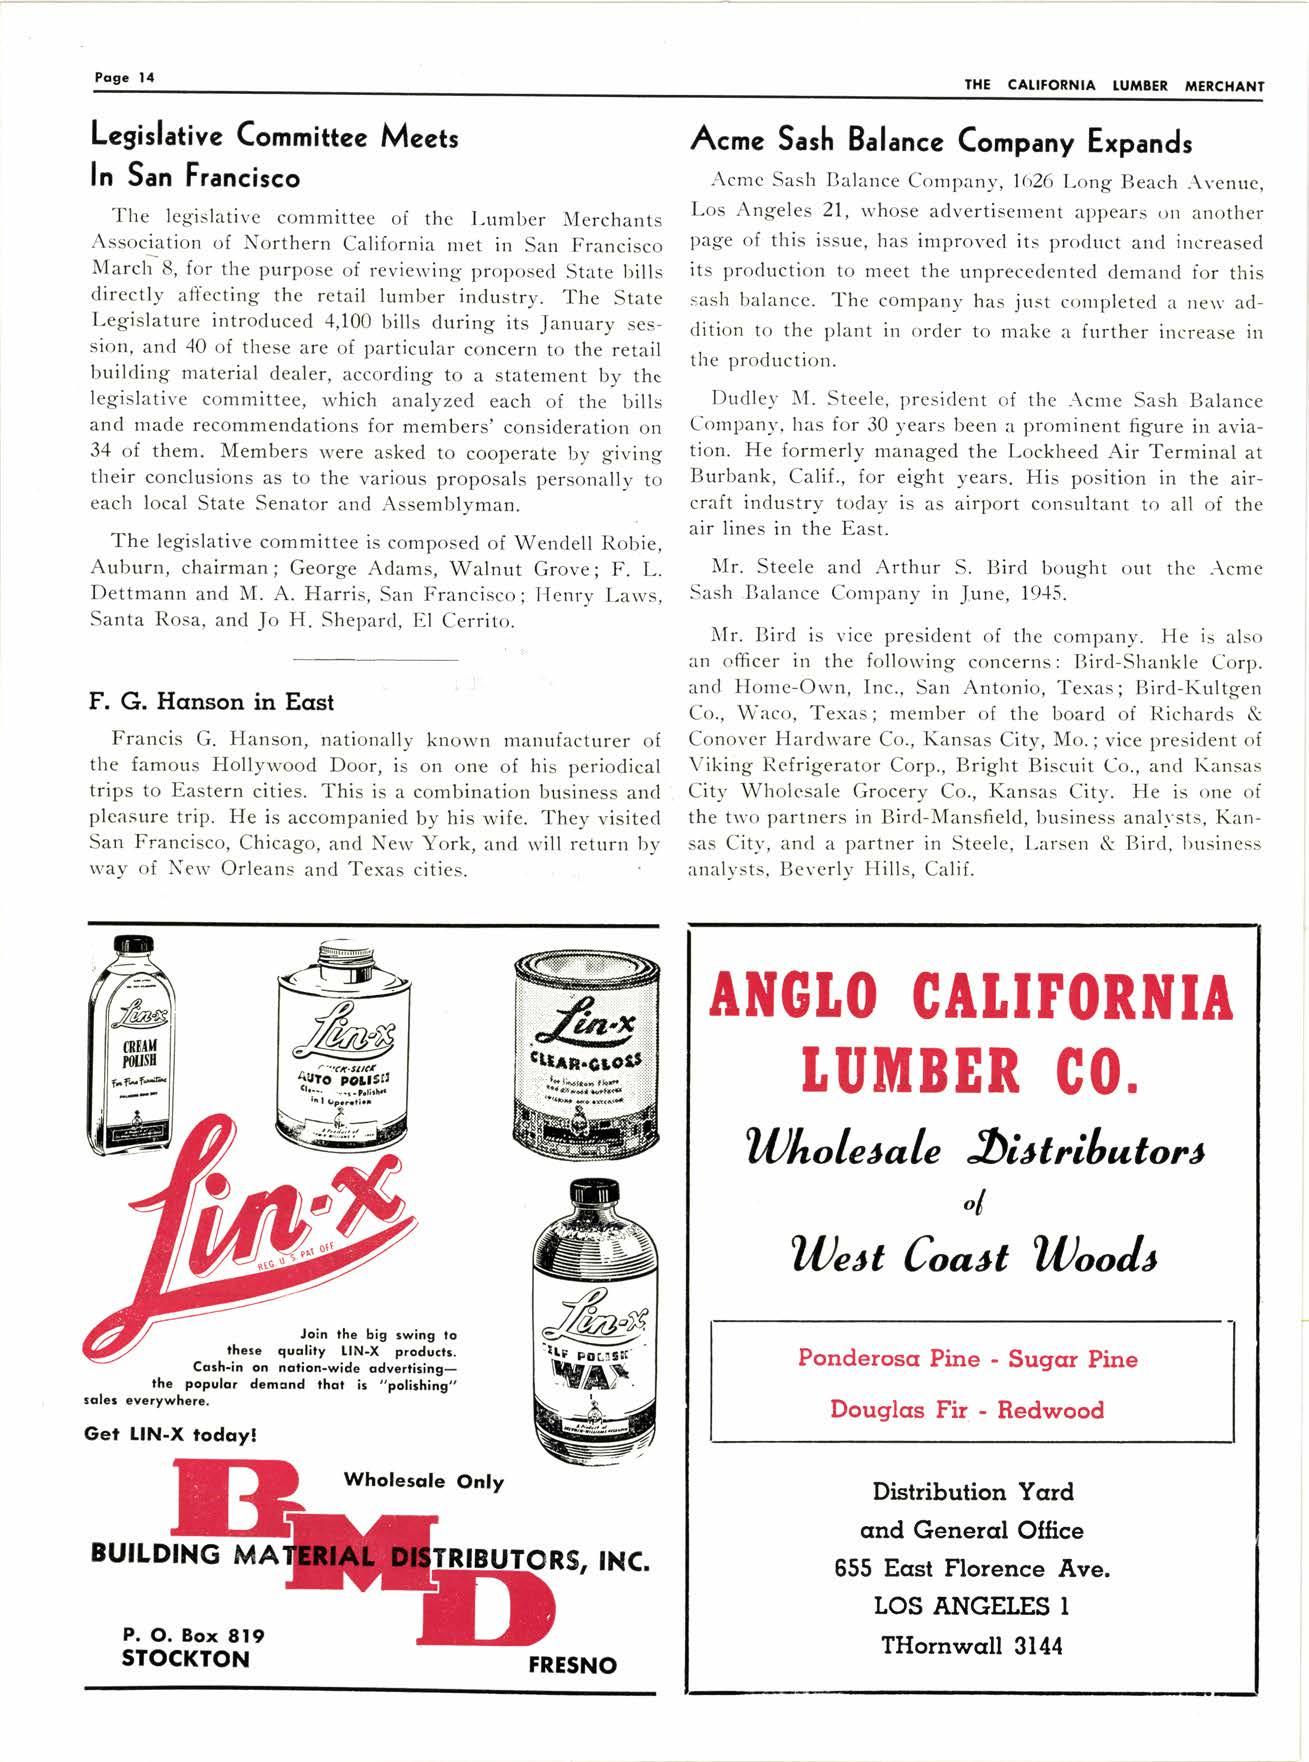 Page 14
THE CALIFORNIA LUMBER MERCHANT
Legislative Committee Meets
In San Francisco
The legislative committee of the Lumber Merchants
Association of Northern California met in San Francisco
March 8, for the purpose of reviewing proposed State bills
directly affecting the retail lumber industry. The State
Legislature introduced 4,100 bills during its January ses-
sion, and 40 of these are of particular concern to the retail
building material dealer, according to a statement by the
legislative committee, which analyzed each of the bills
and made recommendations for members' consideration on
34 of them. Members were asked to cooperate by giving
their conclusions as to the various proposals personally to
each local State Senator and Assemblyman.
The legislative committee is composed of Wendell Robie,
Auburn, chairman; George Adams, Walnut Grove; F. L.
Dettmann and M. A. Harris, San Francisco; Henry Laws,
Santa Rosa, and Jo H. Shepard, El Cerrito.
F. G. Hanson in East
Francis G. Hanson, nationally known manufacturer of
the famous Hollywood Door, is on one of his periodical
trips to Eastern cities. This is a combination business and
pleasure trip. He is accompanied by his wife. They visited
San Francisco, Chicago, and New York, and will return by
way of New Orleans and Texas cities.
Acme Sash Balance Company Expands
Acme Sash Balance Company, 1626 Long Beach Avenue,
Los Angeles 21, whose advertisement appears on another
page of this issue, has improved its product and increased
its production to meet the unprecedented demand for this
sash balance. The company has just completed a new ad-
dition to the plant in order to make a further increase in
the production.
Dudley M. Steele, president of the Acme Sash Balance
Company, has for 30 years been a prominent figure in avia-
tion. He formerly managed the Lockheed Air Terminal at
Burbank, Calif., for eight years. His position in the air-
craft industry today is as airport consultant to all of the
air lines in the East.
Mr. Steele and Arthur S. Bird bought out the Acme
Sash Balance Company in June, 1945.
Mr. Bird is vice president of the company. He is also
an officer in the following concerns: Bird-Shankle Corp.
and Home-Own, Inc., San Antonio, Texas; Bird-Kultgen
Co., Waco, Texas; member of the board of Richards &
Conover Hardware Co., Kansas City, Mo.; vice president of
Viking Refrigerator Corp., Bright Biscuit Co., and Kansas
City Wholesale Grocery Co., Kansas City. He is one of
the two partners in Bird-Mansfield, business analysts, Kan-
sas City, and a partner in Steele, Larsen & Bird, business
analysts, Beverly Hills, Calif.
Lin-x
CREAM
POLISH
For Fine Furniture
Lin-x
AUTO POLISH
in 1 Operation
Lin-x
CLEAR-GLOSS
for linoleum floors
and all wood surfaces
Lin-x
REG. U. S. PAT OFF
Lin-x
WAX
Join the big swing to
these quality LIN-X products.
Cash-in on nation-wide advertising—
the popular demand that is "polishing"
sales everywhere.
Get LIN-X today!
Wholesale Only
BMD
BUILDING MATERIAL DISTRIBUTORS, INC.
P. O. Box 819
STOCKTON
FRESNO
ANGLO CALIFORNIA
LUMBER CO.
Wholesale Distributors
of
West Coast Woods
Ponderosa Pine - Sugar Pine
Douglas Fir - Redwood
Distribution Yard
and General Office
655 East Florence Ave.
LOS ANGELES 1
THornwall 3144